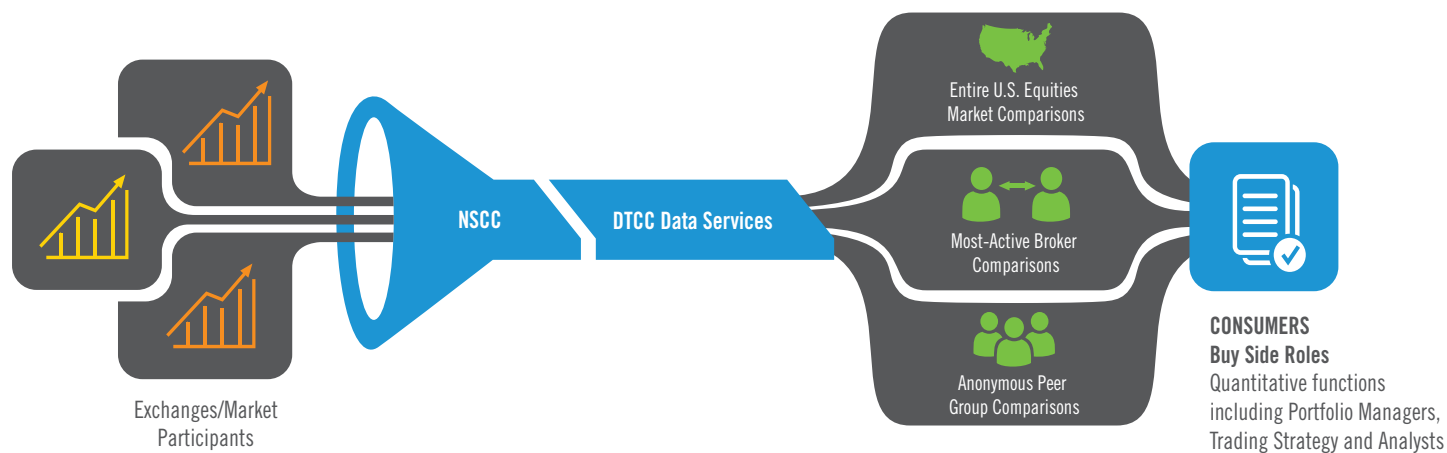 Exchanges/Market
Participants
NSCC
DTCC Data Services
Entire U.S. Equities
Market Comparisons
Most-Active Broker
Comparisons
Anonymous Peer
Group Comparisons
CONSUMERS
Buy Side Roles
Quantitative functions
including Portfolio Managers,
Trading Strategy and Analysts